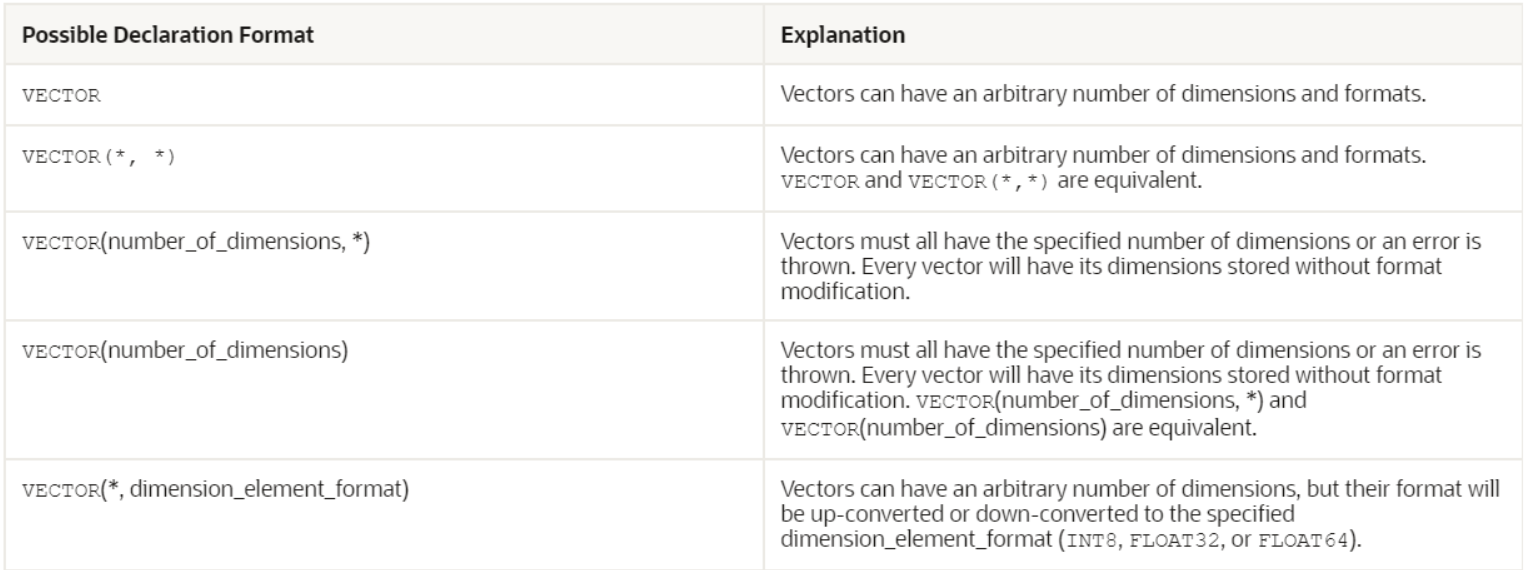 Possible Declaration Format Explanation
VECTOR Vectors can have an arbitrary number of dimensions and formats.
VECTOR(*, *) Vectors can have an arbitrary number of dimensions and formats.
VECTOR and VECTOR(*,*) are equivalent.
VECTOR(number_of_dimensions, *) Vectors must all have the specified number of dimensions or an error is
thrown. Every vector will have its dimensions stored without format
modification.
VECTOR(number_of_dimensions) Vectors must all have the specified number of dimensions or an error is
thrown. Every vector will have its dimensions stored without format
modification. VECTOR(number_of_dimensions, *) and
VECTOR(number_of_dimensions) are equivalent.
VECTOR(*, dimension_element_format) Vectors can have an arbitrary number of dimensions, but their format will
be up-converted or down-converted to the specified
dimension_element_format (INT8, FLOAT32, or FLOAT64).